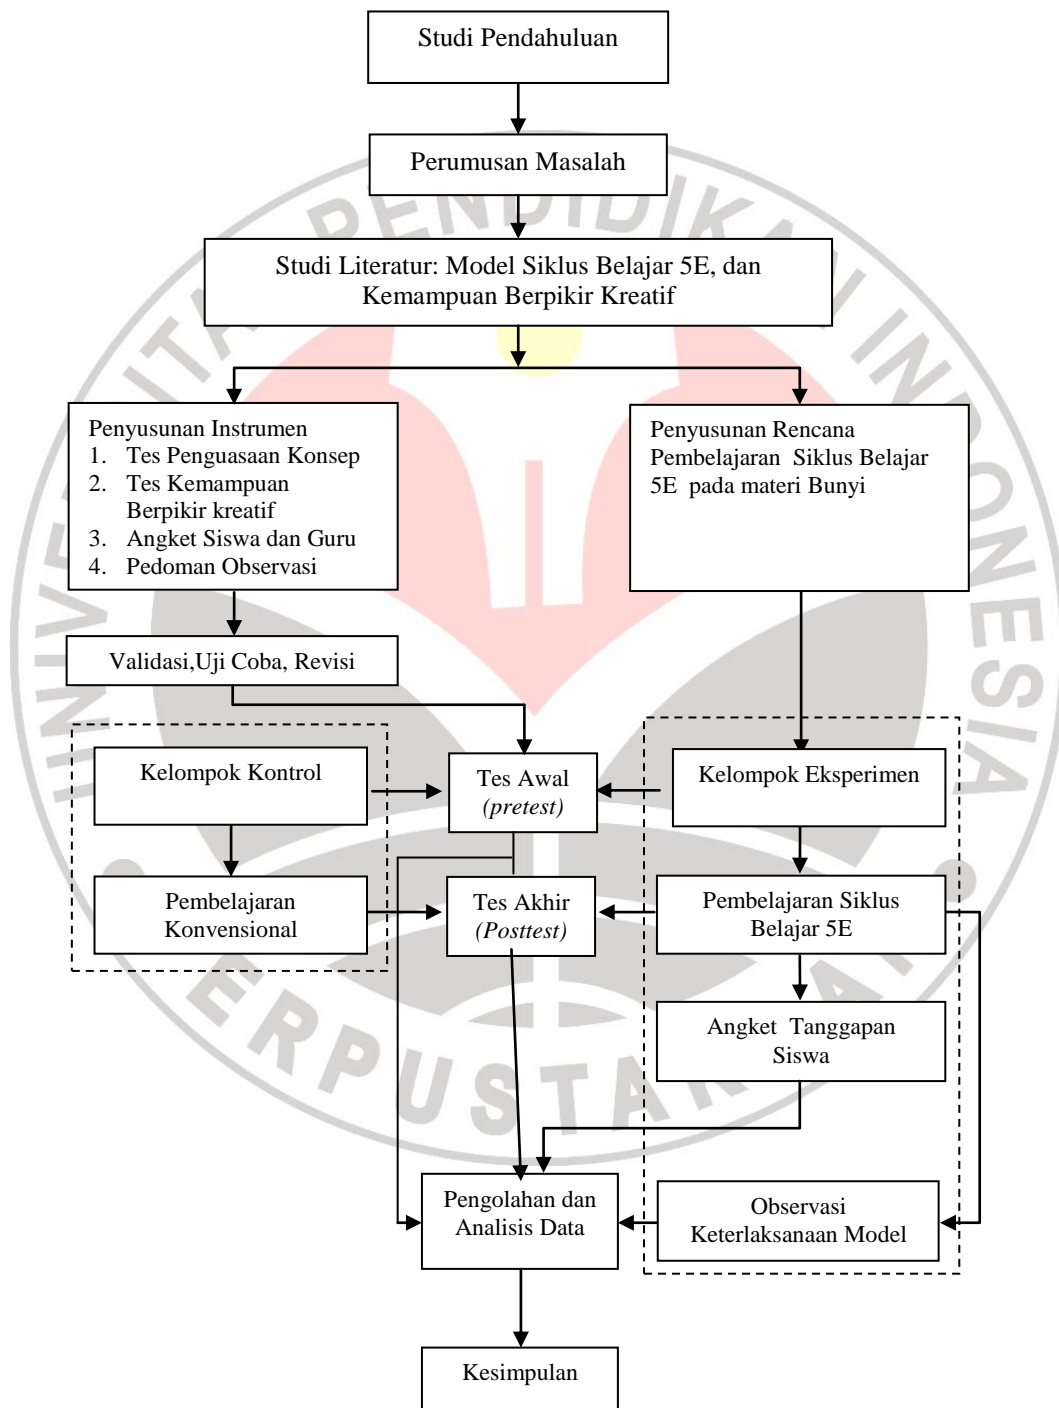 Studi Pendahuluan
Perumusan Masalah
Studi Literatur: Model Siklus Belajar 5E, dan
Kemampuan Berpikir Kreatif
Penyusunan Instrumen
1. Tes Penguasaan Konsep
2. Tes Kemampuan
Berpikir kreatif
3. Angket Siswa dan Guru
4. Pedoman Observasi
Penyusunan Rencana
Pembelajaran Siklus Belajar
5E pada materi Bunyi
Validasi,Uji Coba, Revisi
Kelompok Kontrol
Tes Awal
(pretest)
Kelompok Eksperimen
Pembelajaran
Konvensional
Tes Akhir
(Posttest)
Pembelajaran Siklus
Belajar 5E
Angket Tanggapan
Siswa
Pengolahan dan
Analisis Data
Observasi
Keterlaksanaan Model
Kesimpulan
PENDIDIKAN INDONESIA